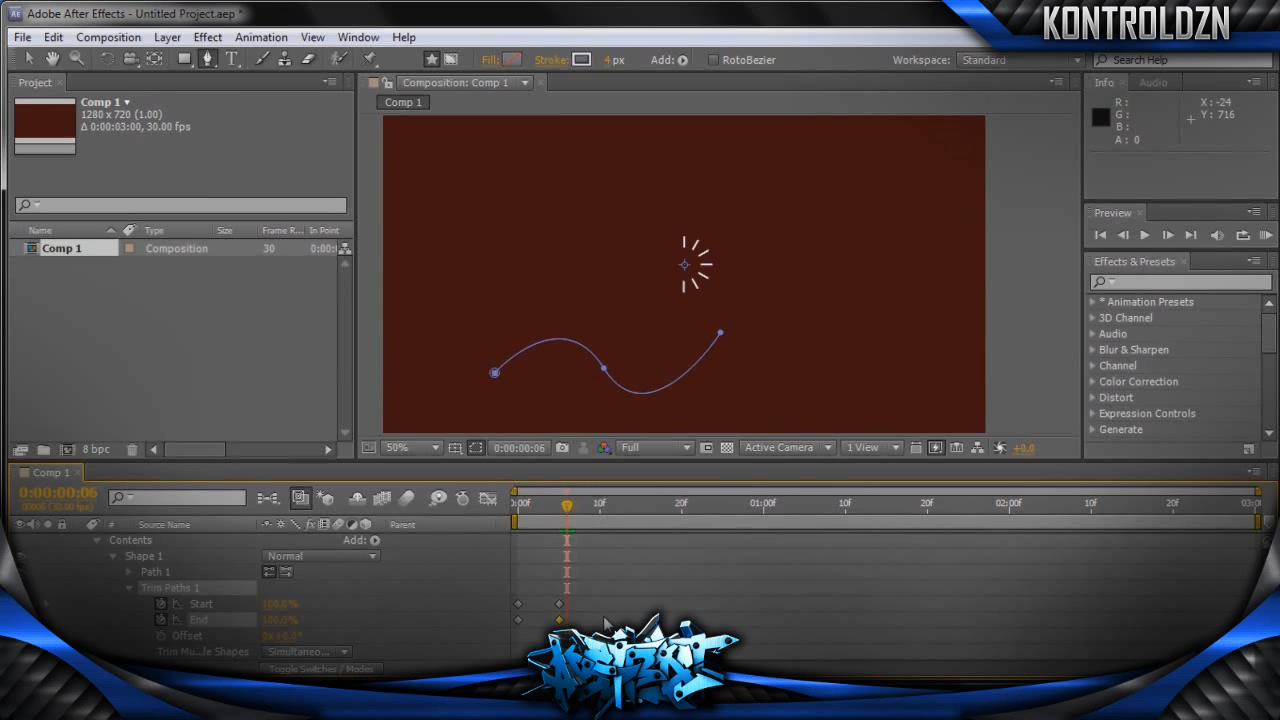 Adobe After Effects - Untitled Project.aep *
KONTROLDZN
File Edit Composition Layer Effect Animation View Window Help
Fill: Stroke: 4 px Add: RotoBezier Workspace: Standard Search Help
Project
Comp 1
1280 x 720 (1.00)
Δ 0:00:03:00, 30.00 fps
Composition: Comp 1
Comp 1
Info Audio
R : X : -24
G : Y : 716
B :
A : 0
Name Type Size Frame R... In Point
Comp 1 Composition 30 0:00:
Preview
Effects & Presets
* Animation Presets
3D Channel
Audio
Blur & Sharpen
Channel
Color Correction
Distort
Expression Controls
Generate
8 bpc
50% 0:00:00:06 Full Active Camera 1 View +0.0
Comp 1
0:00:00:06
00006 (30.00 fps)
0:00f 10f 20f 01:00f 10f 20f 02:00f 10f 20f 03:0
# Source Name Parent
Contents Add:
Shape 1 Normal
Path 1
Trim Paths 1
Start 100.0%
End 100.0%
Offset 0x+0.0°
Trim Mu...le Shapes Simultaneo...
Toggle Switches / Modes